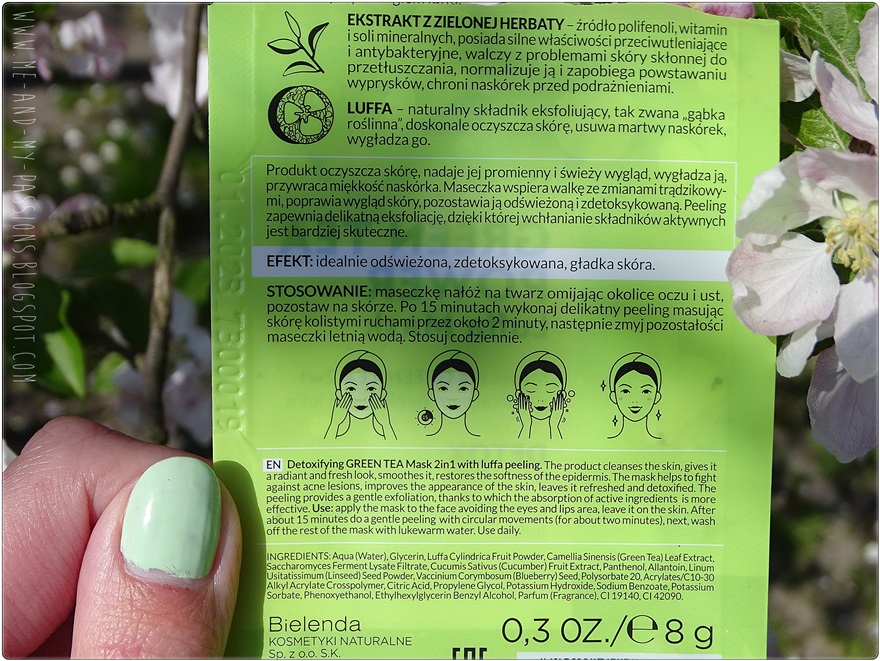 EKSTRAKT Z ZIELONEJ HERBATY – źródło polifenoli, witamin
i soli mineralnych, posiada silne właściwości przeciwutleniające
i antybakteryjne, walczy z problemami skóry skłonnej do
przetłuszczania, normalizuje ją i zapobiega powstawaniu
wyprysków, chroni naskórek przed podrażnieniami.
LUFFA – naturalny składnik eksfoliujący, tak zwana „gąbka
roślinna”, doskonale oczyszcza skórę, usuwa martwy naskórek,
wygładza go.
Produkt oczyszcza skórę, nadaje jej promienny i świeży wygląd, wygładza ją,
przywraca miękkość naskórka. Maseczka wspiera walkę ze zmianami trądzikowy-
mi, poprawia wygląd skóry, pozostawia ją odświeżoną i zdetoksykowaną. Peeling
zapewnia delikatną eksfoliację, dzięki której wchłanianie składników aktywnych
jest bardziej skuteczne.
EFEKT: idealnie odświeżona, zdetoksykowana, gładka skóra.
STOSOWANIE: maseczkę nałóż na twarz omijając okolice oczu i ust,
pozostaw na skórze. Po 15 minutach wykonaj delikatny peeling masując
skórę kolistymi ruchami przez około 2 minuty, następnie zmyj pozostałości
maseczki letnią wodą. Stosuj codziennie.
EN Detoxifying GREEN TEA Mask 2in1 with luffa peeling. The product cleanses the skin, gives it
a radiant and fresh look, smoothes it, restores the softness of the epidermis. The mask helps to fight
against acne lesions, improves the appearance of the skin, leaves it refreshed and detoxified. The
peeling provides a gentle exfoliation, thanks to which the absorption of active ingredients is more
effective. Use: apply the mask to the face avoiding the eyes and lips area, leave it on the skin. After
about 15 minutes do a gentle peeling with circular movements (for about two minutes), next, wash
off the rest of the mask with lukewarm water. Use daily.
INGREDIENTS: Aqua (Water), Glycerin, Luffa Cylindrica Fruit Powder, Camellia Sinensis (Green Tea) Leaf Extract,
Saccharomyces Ferment Lysate Filtrate, Cucumis Sativus (Cucumber) Fruit Extract, Panthenol, Allantoin, Linum
Usitatissimum (Linseed) Seed Powder, Vaccinium Corymbosum (Blueberry) Seed, Polysorbate 20, Acrylates/C10-30
Alkyl Acrylate Crosspolymer, Citric Acid, Propylene Glycol, Potassium Hydroxide, Sodium Benzoate, Potassium
Sorbate, Phenoxyethanol, Ethylhexylglycerin Benzyl Alcohol, Parfum (Fragrance), CI 19140, CI 42090.
Bielenda
KOSMETYKI NATURALNE
Sp. z o.o. S.K.
0,3 OZ./℮ 8 g
WWW.ME-AND-MY-PASSIONS.BLOGSPOT.COM